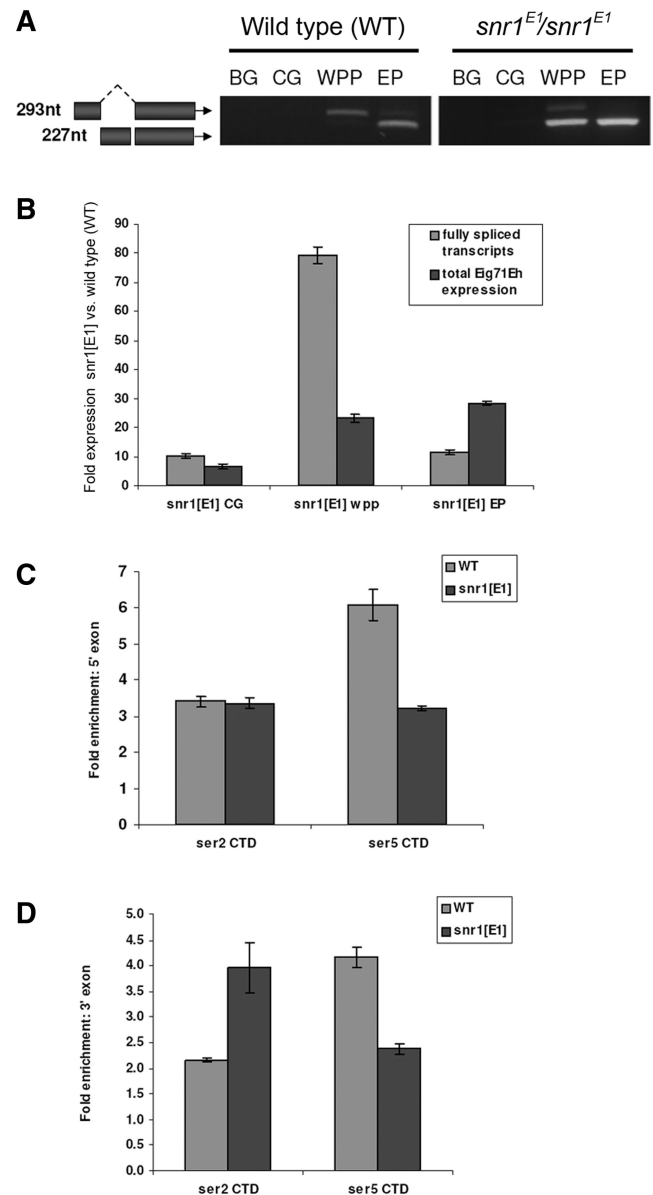 A
Wild type (WT)
snr1E1/snr1E1
BG CG WPP EP
BG CG WPP EP
293nt
227nt
B
Fold expression snr1[E1] vs. wild type (WT)
90
80
70
60
50
40
30
20
10
0
fully spliced
transcripts
total Eig71Eh
expression
snr1[E1] CG
snr1[E1] wpp
snr1[E1] EP
C
Fold enrichment: 5' exon
7
6
5
4
3
2
1
0
WT
snr1[E1]
ser2 CTD
ser5 CTD
D
Fold enrichment: 3' exon
5.0
4.5
4.0
3.5
3.0
2.5
2.0
1.5
1.0
0.5
0.0
WT
snr1[E1]
ser2 CTD
ser5 CTD